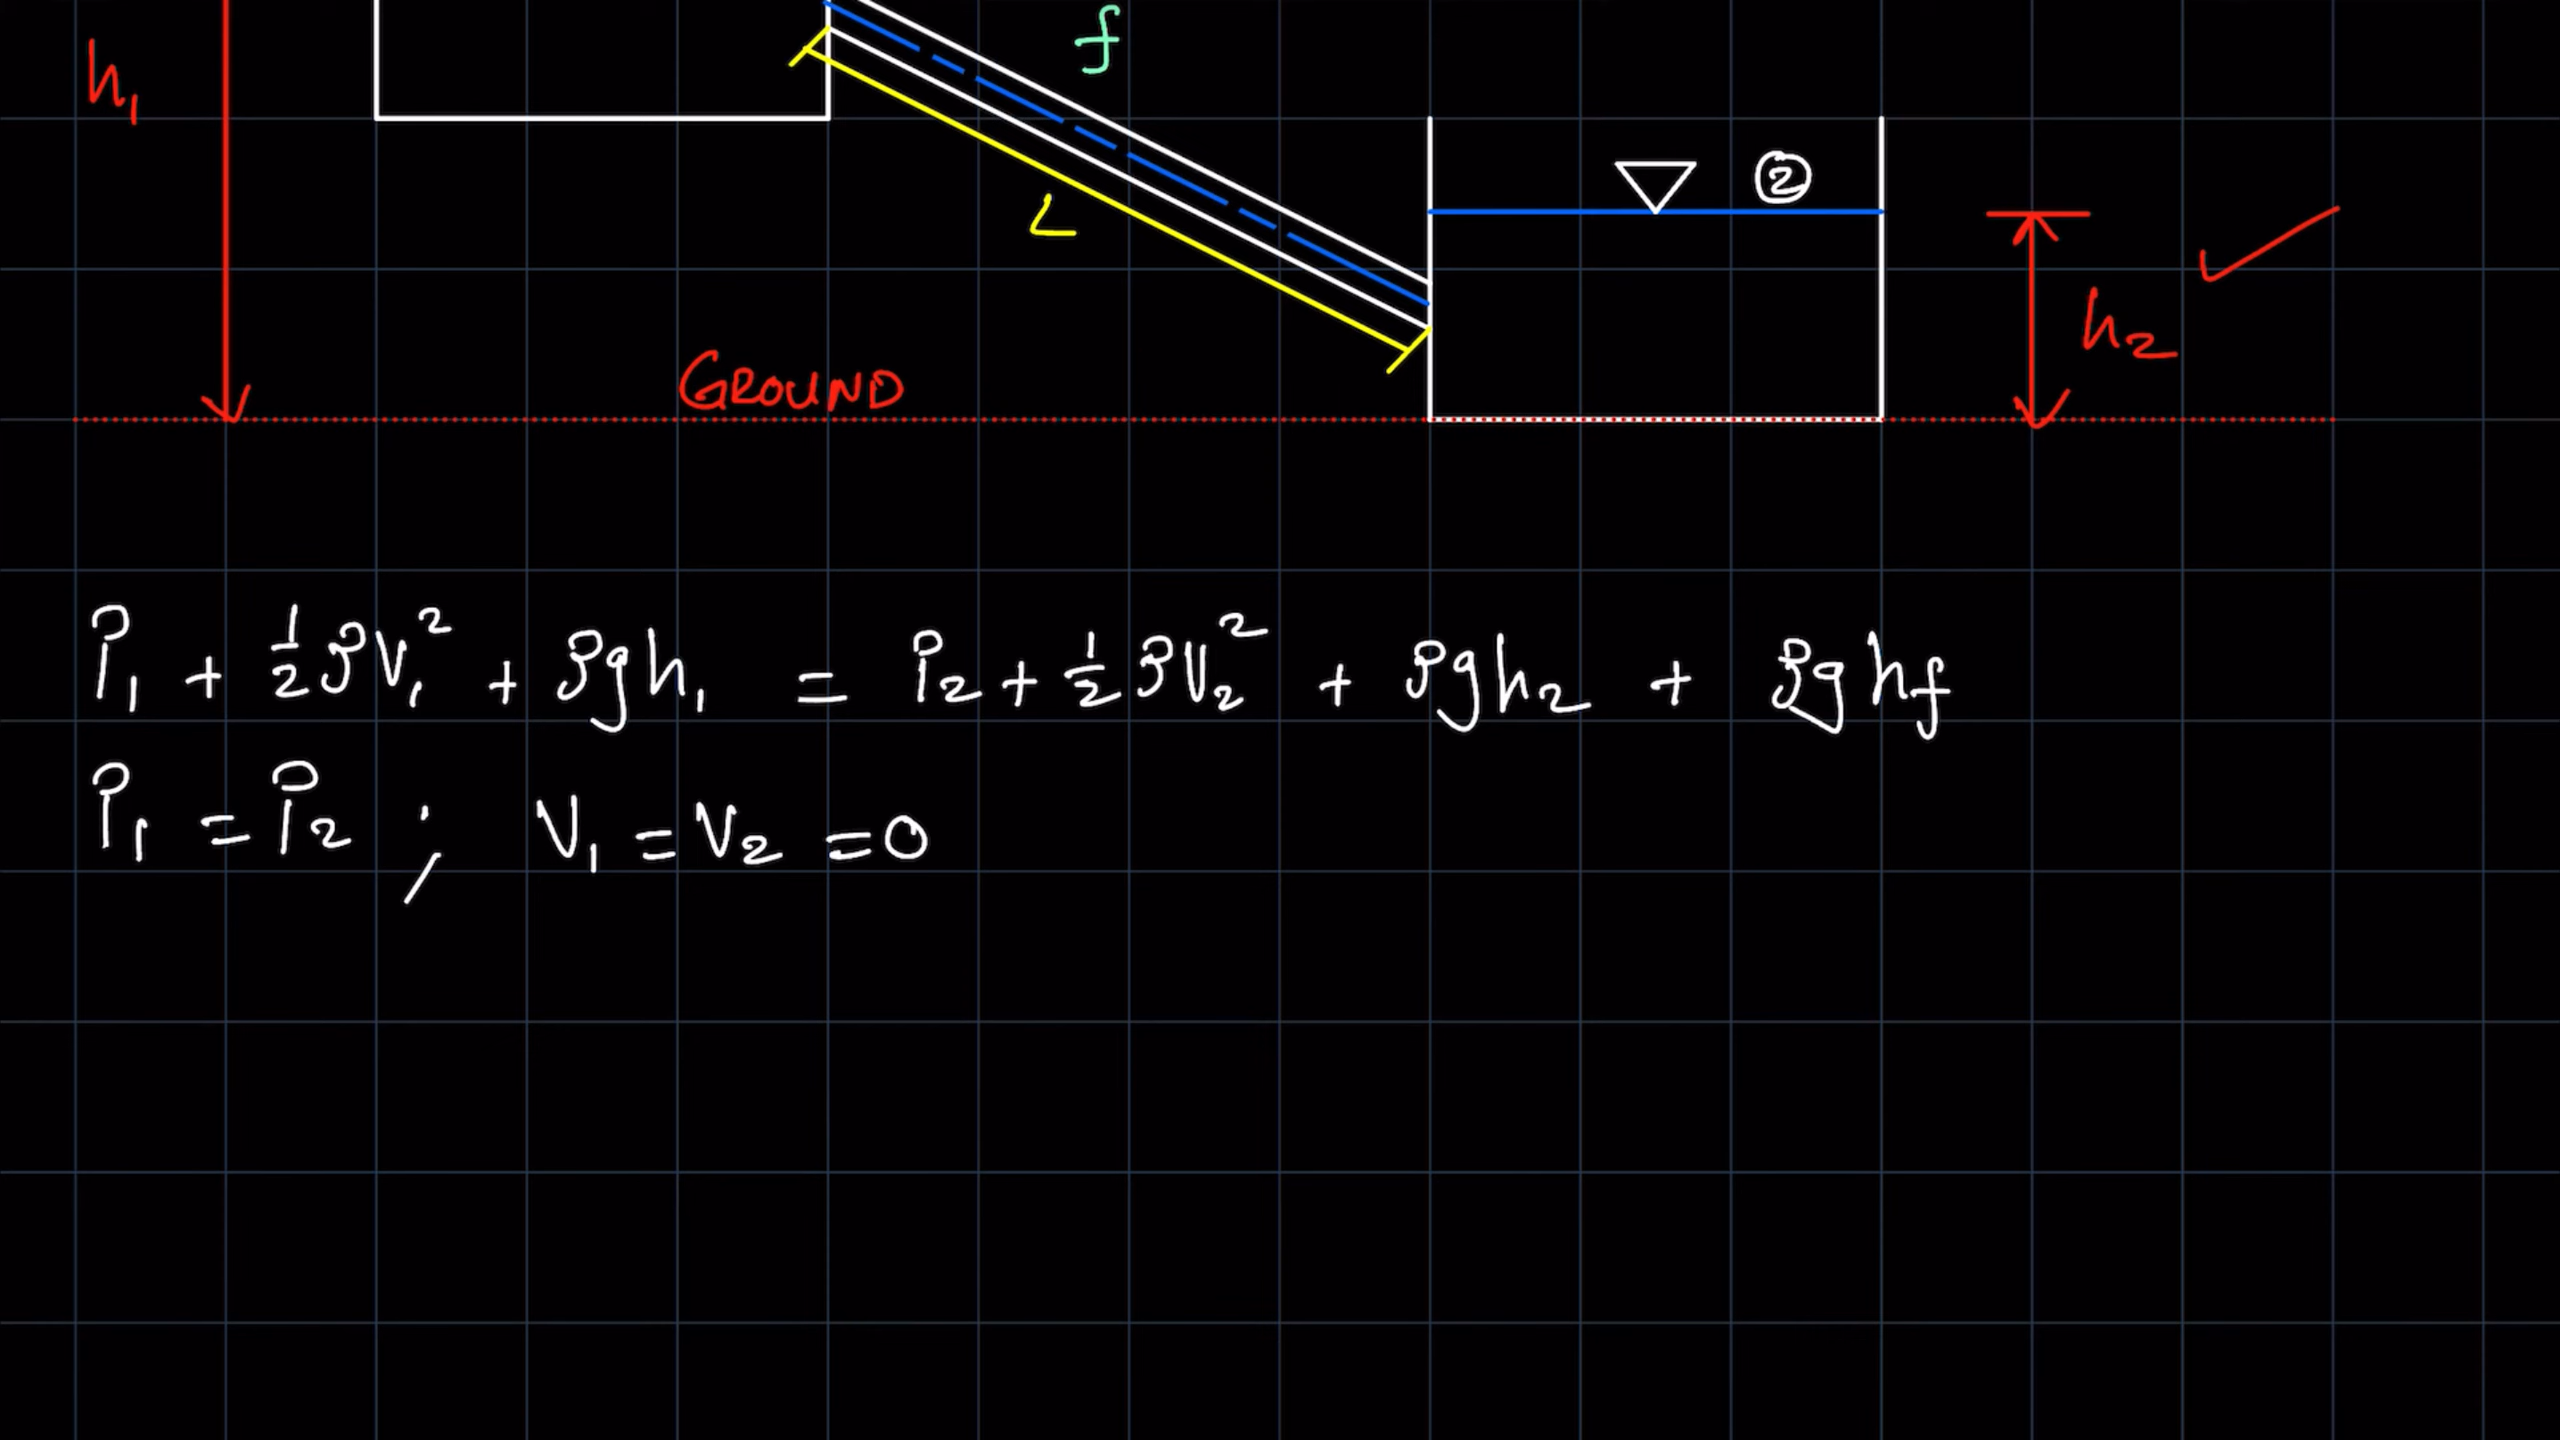 f
h₁
②
L
h₂
GROUND
P₁ + ½ρV₁² + ρgh₁ = P₂ + ½ρV₂² + ρgh₂ + ρghf
P₁ = P₂ ; V₁ = V₂ = 0